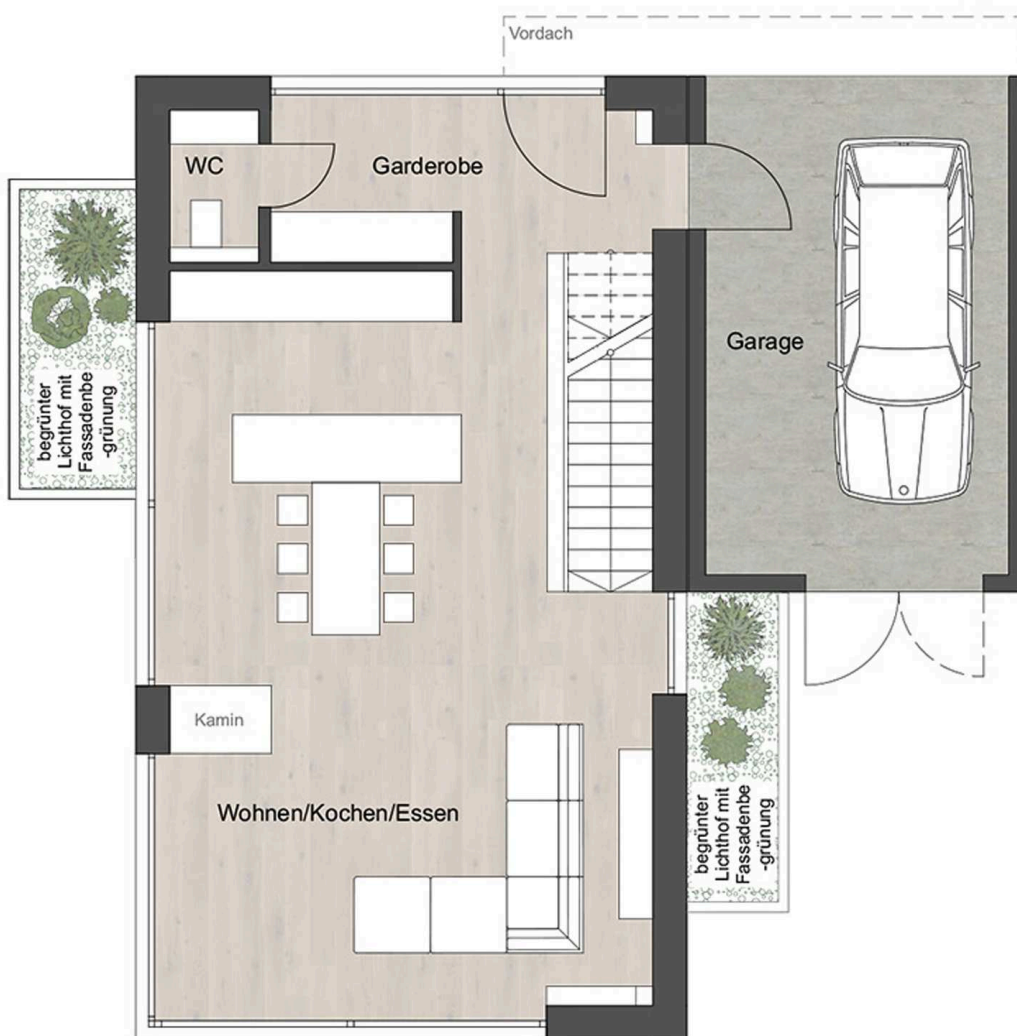 Vordach
WC
Garderobe
Garage
begrünter
Lichthof mit
Fassadenbe
-grünung
Kamin
Wohnen/Kochen/Essen
begrünter
Lichthof mit
Fassadenbe
-grünung